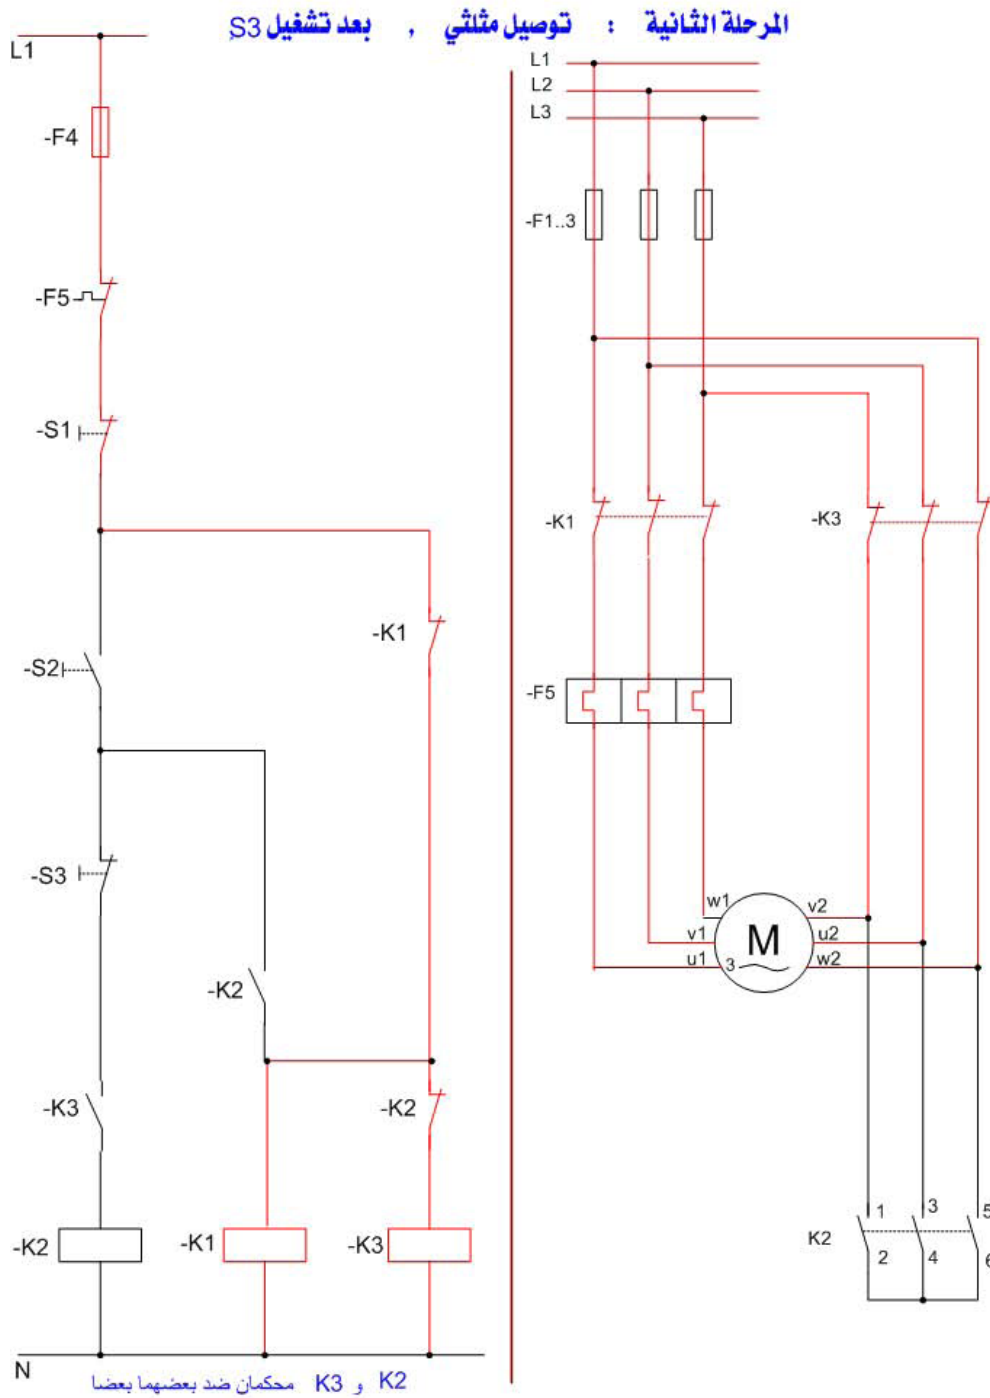 المرحلة الثانية : توصيل مثلثي , بعد تشغيل S3
L1
-F4
-F5
-S1
-K1
-S2
-S3
-K2
-K3
-K2
-K2
-K1
-K3
N
L1
L2
L3
-F1..3
-K1
-K3
-F5
w1
v2
v1
M
u2
u1
3
w2
1
3
5
K2
2
4
6
K2 و K3 محكمان ضد بعضهما بعضا